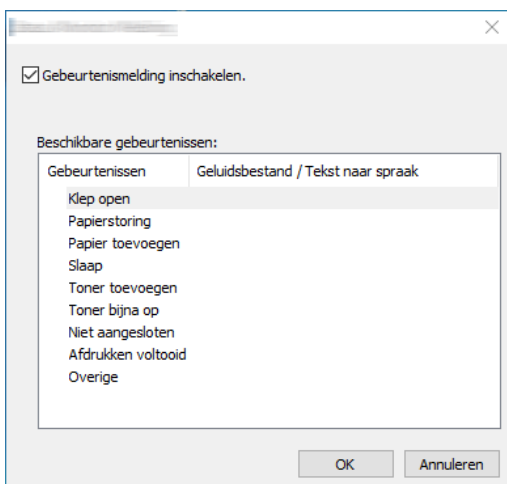 Gebeurtenismelding inschakelen.
Beschikbare gebeurtenissen:
Gebeurtenissen Geluidsbestand / Tekst naar spraak
Klep open
Papierstoring
Papier toevoegen
Slaap
Toner toevoegen
Toner bijna op
Niet aangesloten
Afdrukken voltooid
Overige
OK Annuleren